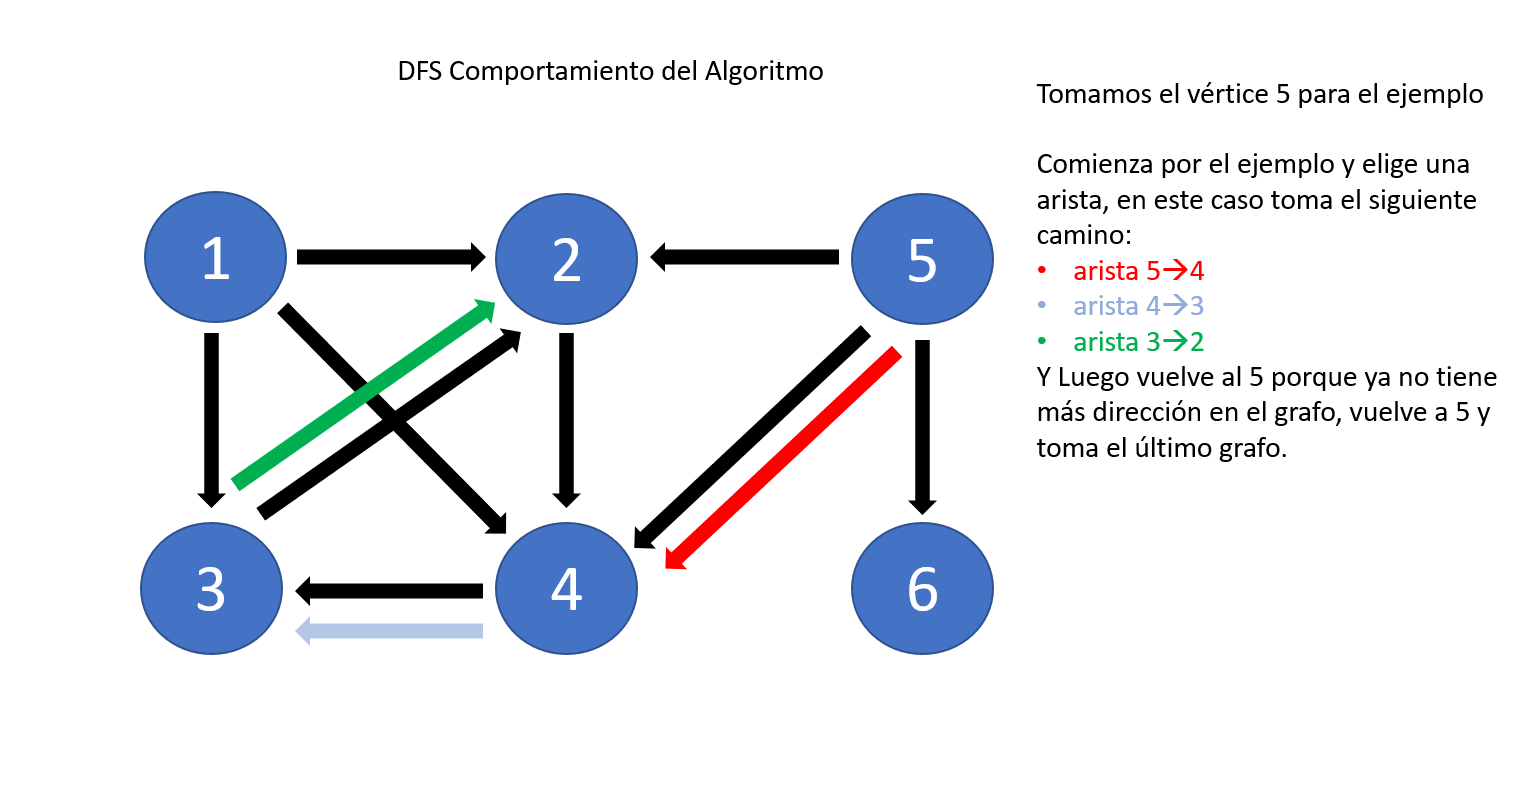 DFS Comportamiento del Algoritmo
Tomamos el vértice 5 para el ejemplo
Comienza por el ejemplo y elige una
arista, en este caso toma el siguiente
camino:
• arista 5→4
• arista 4→3
• arista 3→2
Y Luego vuelve al 5 porque ya no tiene
más dirección en el grafo, vuelve a 5 y
toma el último grafo.
1
2
5
3
4
6